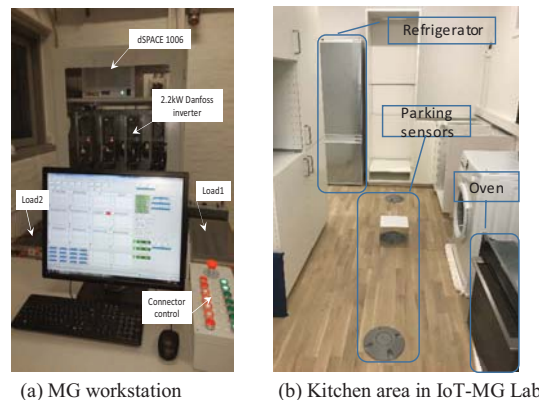 dSPACE 1006
2.2kW Danfoss
inverter
Load2
Load1
Connector
control
Refrigerator
Parking
sensors
Oven
(a) MG workstation
(b) Kitchen area in IoT-MG Lab